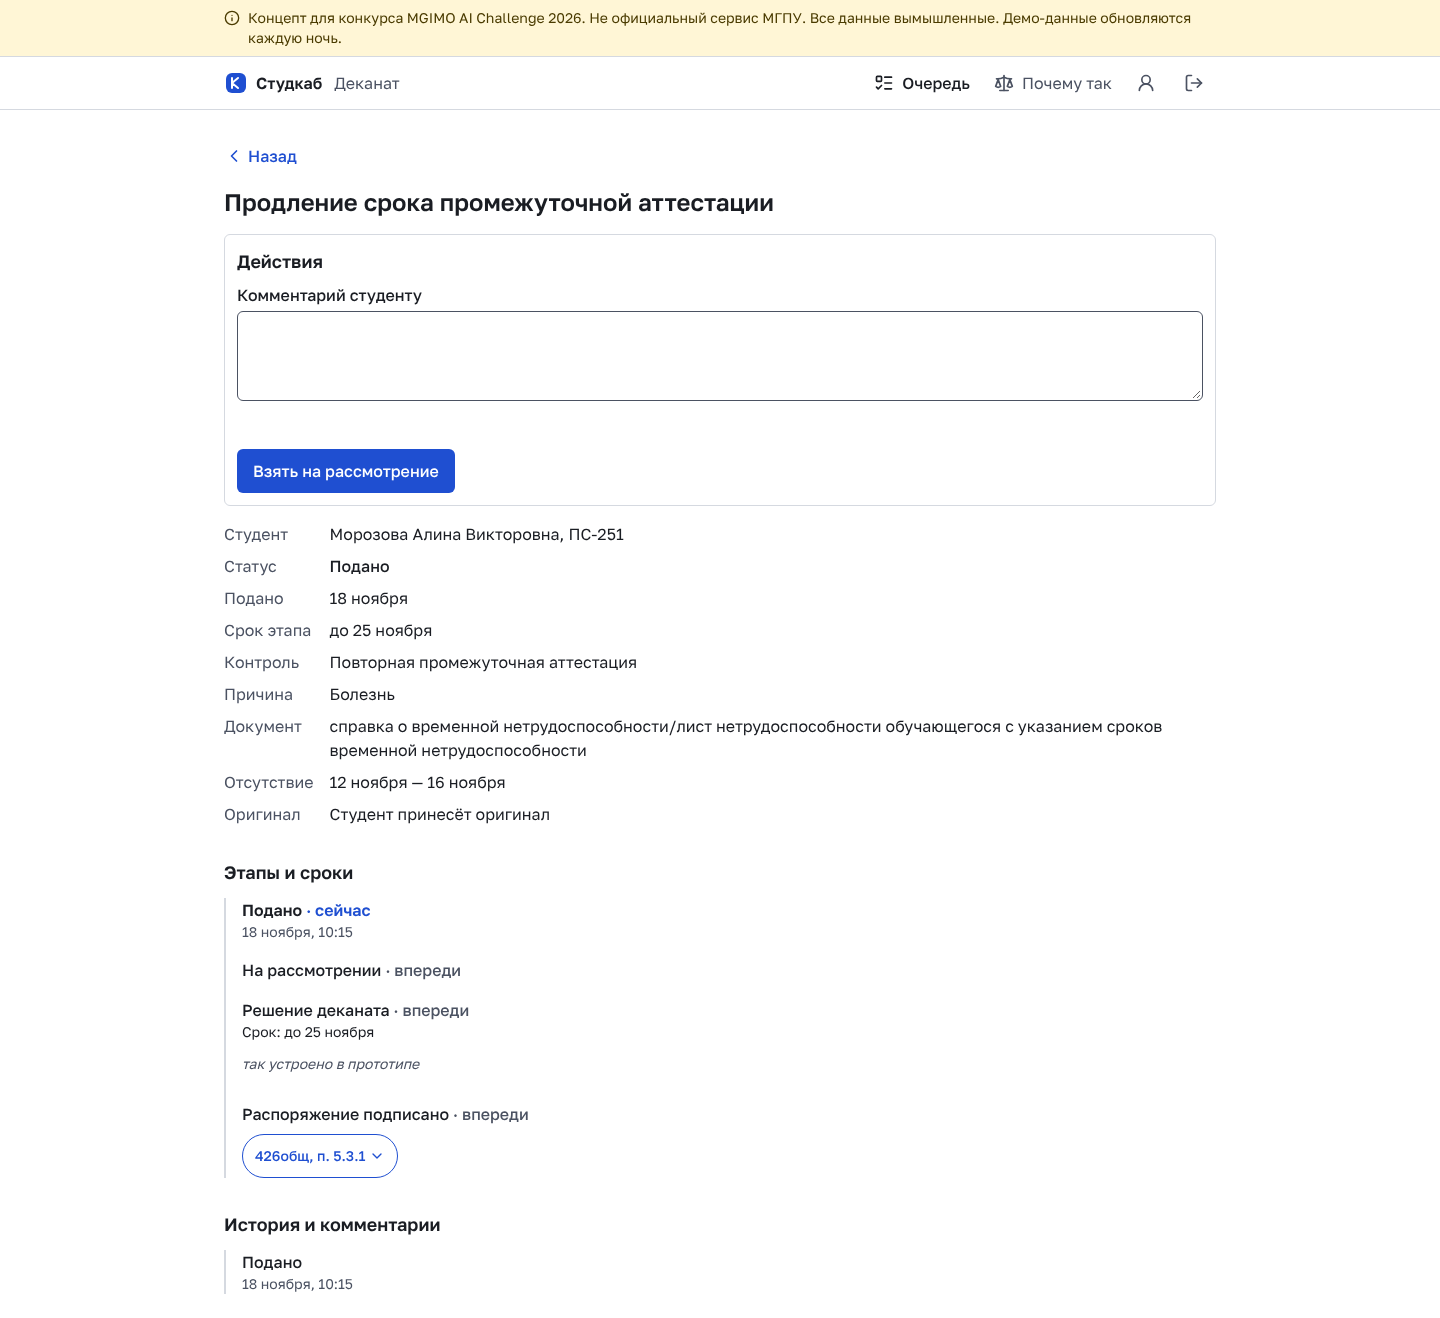 Концепт для конкурса MGIMO AI Challenge 2026. Не официальный сервис МГПУ. Все данные вымышленные. Демо-данные обновляются
каждую ночь.
Студкаб Деканат Очередь Почему так
Назад
Продление срока промежуточной аттестации
Действия
Комментарий студенту
Взять на рассмотрение
Студент Морозова Алина Викторовна, ПС-251
Статус Подано
Подано 18 ноября
Срок этапа до 25 ноября
Контроль Повторная промежуточная аттестация
Причина Болезнь
Документ справка о временной нетрудоспособности/лист нетрудоспособности обучающегося с указанием сроков
временной нетрудоспособности
Отсутствие 12 ноября — 16 ноября
Оригинал Студент принесёт оригинал
Этапы и сроки
Подано · сейчас
18 ноября, 10:15
На рассмотрении · впереди
Решение деканата · впереди
Срок: до 25 ноября
так устроено в прототипе
Распоряжение подписано · впереди
426общ, п. 5.3.1
История и комментарии
Подано
18 ноября, 10:15